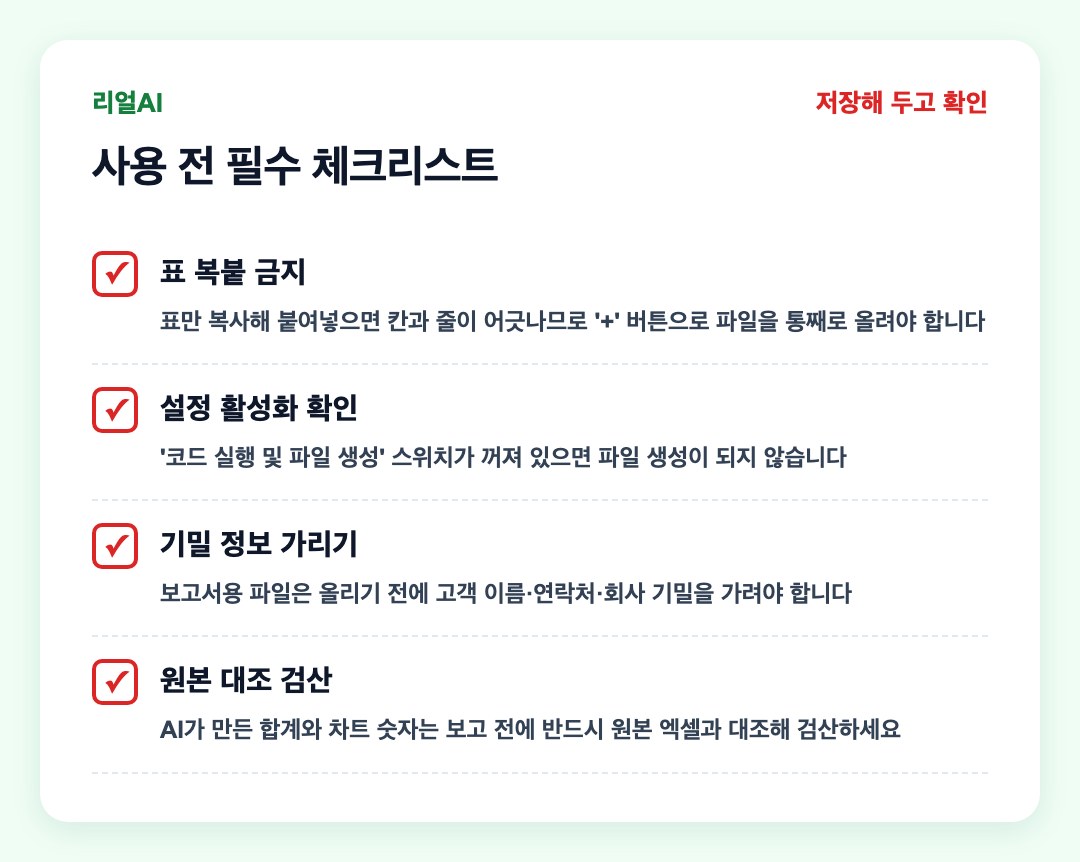 리얼AI
저장해 두고 확인
사용 전 필수 체크리스트
표 복붙 금지
표만 복사해 붙여넣으면 칸과 줄이 어긋나므로 '+' 버튼으로 파일을 통째로 올려야 합니다
설정 활성화 확인
'코드 실행 및 파일 생성' 스위치가 꺼져 있으면 파일 생성이 되지 않습니다
기밀 정보 가리기
보고서용 파일은 올리기 전에 고객 이름·연락처·회사 기밀을 가려야 합니다
원본 대조 검산
AI가 만든 합계와 차트 숫자는 보고 전에 반드시 원본 엑셀과 대조해 검산하세요